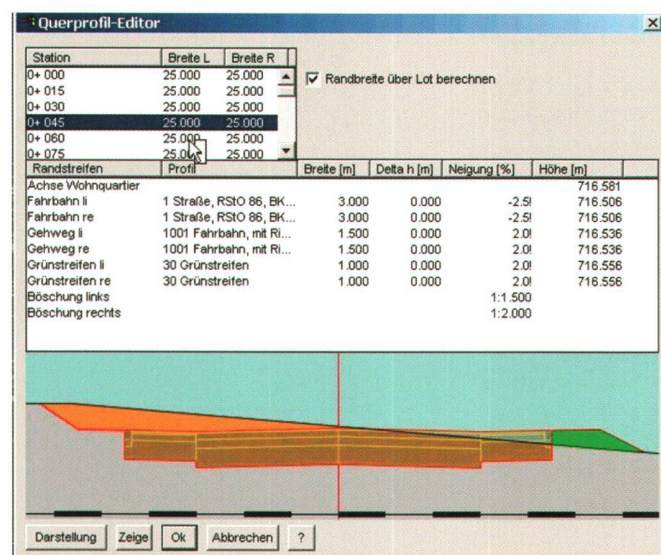 Querprofil-Editor
Station Breite L Breite R
0+ 000 25.000 25.000
0+ 015 25.000 25.000
0+ 030 25.000 25.000
0+ 045 25.000 25.000
0+ 060 25.000 25.000
0+ 075 25.000 25.000
Randbreite über Lot berechnen
Randstreifen Profil Breite [m] Delta h [m] Neigung [%] Höhe [m]
Achse Wohnquartier 716.581
Fahrbahn li 1 Straße, RStO 86, BK... 3.000 0.000 -2.5 716.506
Fahrbahn re 1 Straße, RStO 86, BK... 3.000 0.000 -2.5 716.506
Gehweg li 1001 Fahrbahn, mit Ri... 1.500 0.000 2.0 716.536
Gehweg re 1001 Fahrbahn, mit Ri... 1.500 0.000 2.0 716.536
Grünstreifen li 30 Grünstreifen 1.000 0.000 2.0 716.556
Grünstreifen re 30 Grünstreifen 1.000 0.000 2.0 716.556
Böschung links 1:1.500
Böschung rechts 1:2.000
Darstellung Zeige Ok Abbrechen ?